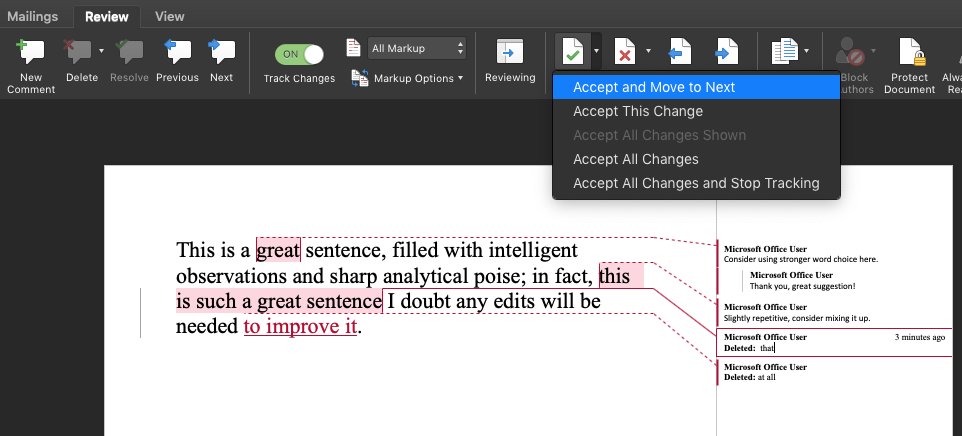 Mailings Review View
New Comment
Delete
Resolve
Previous
Next
ON
Track Changes
All Markup
Markup Options
Reviewing
Block Authors
Protect Document
Accept and Move to Next
Accept This Change
Accept All Changes Shown
Accept All Changes
Accept All Changes and Stop Tracking
This is a great sentence, filled with intelligent
observations and sharp analytical poise; in fact, this
is such a great sentence I doubt any edits will be
needed to improve it.
Microsoft Office User
Consider using stronger word choice here.
Microsoft Office User
Thank you, great suggestion!
Microsoft Office User
Slightly repetitive, consider mixing it up.
Microsoft Office User 3 minutes ago
Deleted: that
Microsoft Office User
Deleted: at all